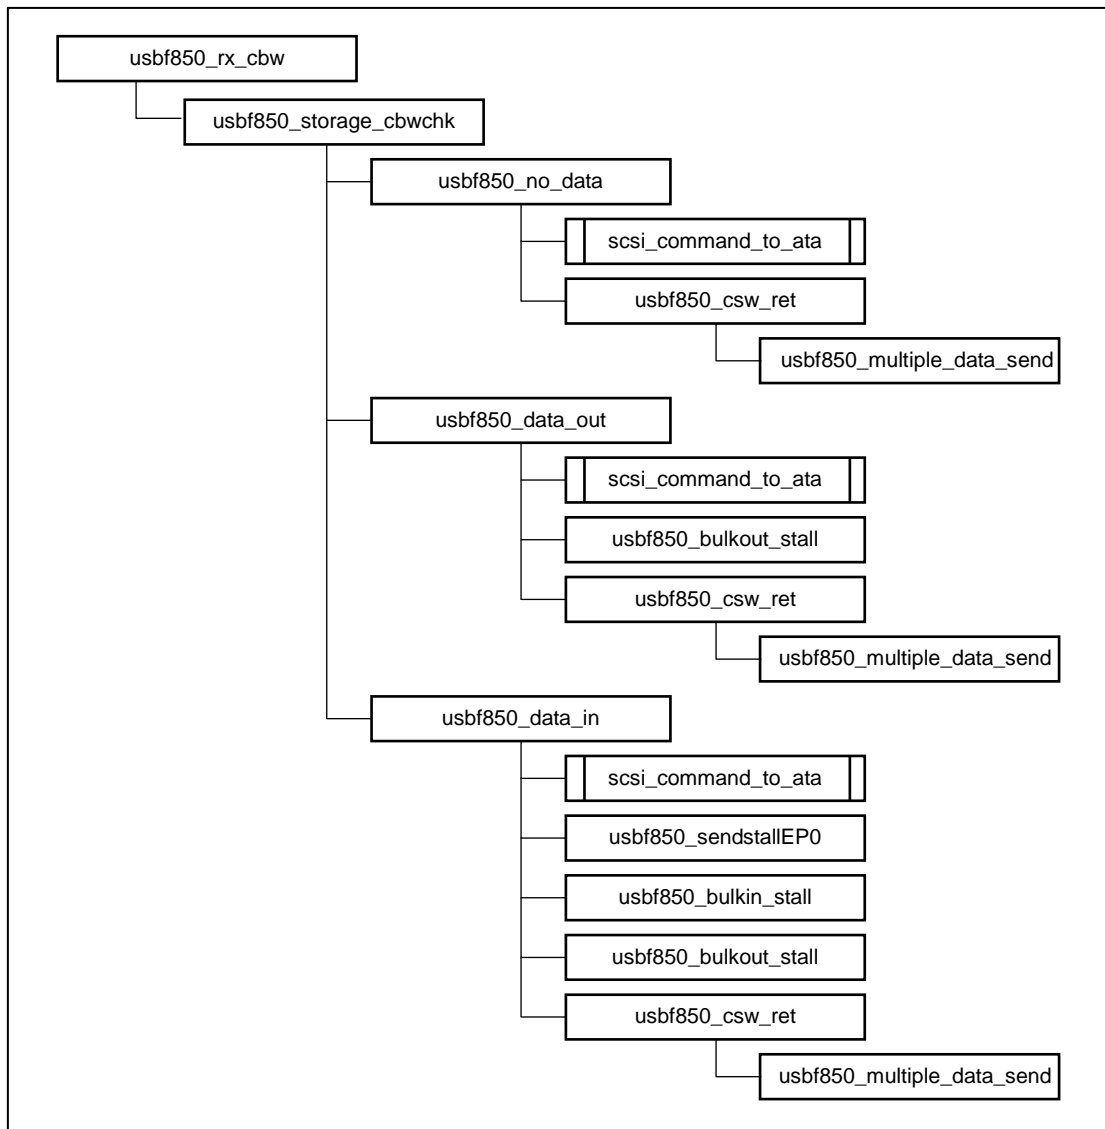 usbf850_rx_cbw
usbf850_storage_cbwchk
usbf850_no_data
scsi_command_to_ata
usbf850_csw_ret
usbf850_multiple_data_send
usbf850_data_out
scsi_command_to_ata
usbf850_bulkout_stall
usbf850_csw_ret
usbf850_multiple_data_send
usbf850_data_in
scsi_command_to_ata
usbf850_sendstallEP0
usbf850_bulkin_stall
usbf850_bulkout_stall
usbf850_csw_ret
usbf850_multiple_data_send